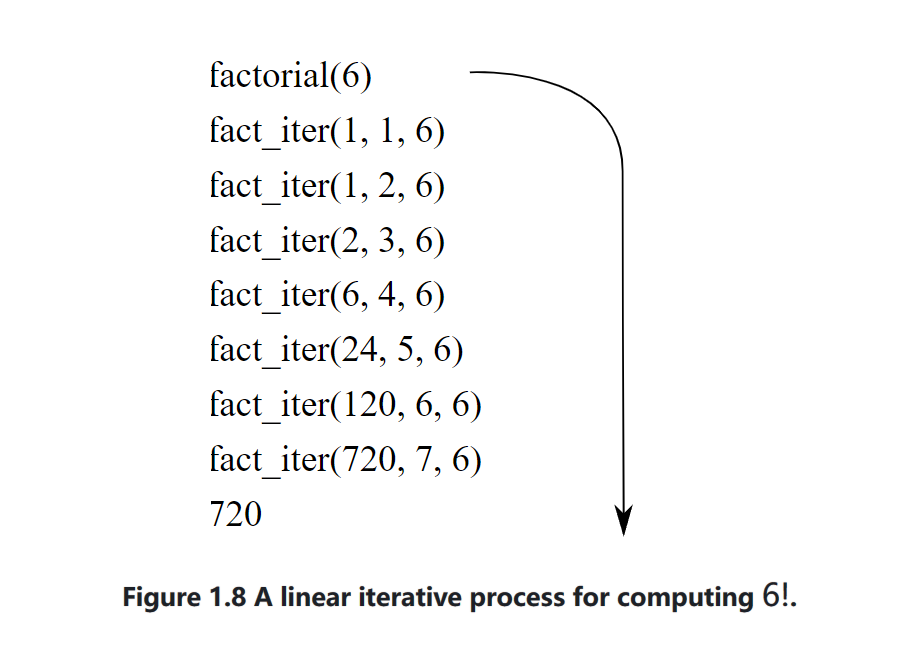 factorial(6)
fact_iter(1, 1, 6)
fact_iter(1, 2, 6)
fact_iter(2, 3, 6)
fact_iter(6, 4, 6)
fact_iter(24, 5, 6)
fact_iter(120, 6, 6)
fact_iter(720, 7, 6)
720
Figure 1.8 A linear iterative process for computing 6!.